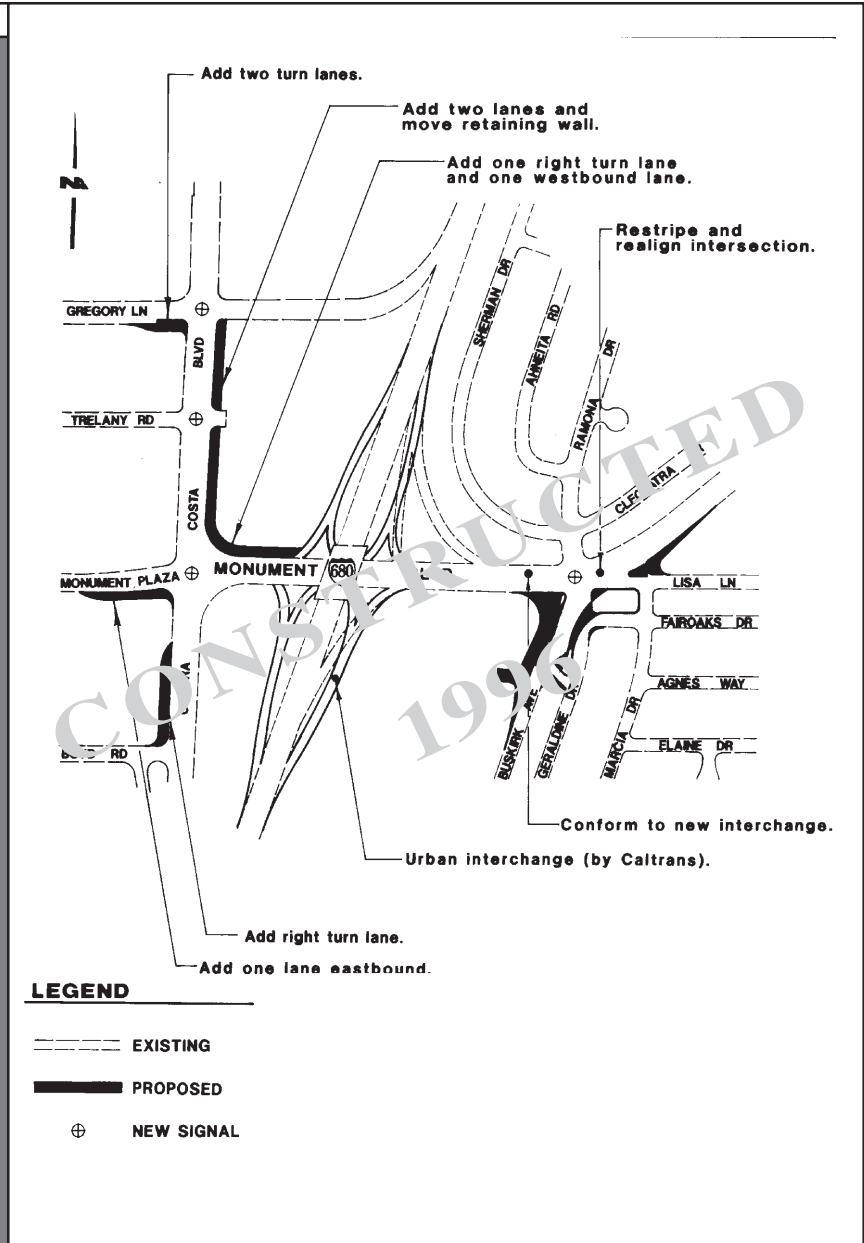 Add two turn lanes.
Add two lanes and
move retaining wall.
Add one right turn lane
and one westbound lane.
Restripe and
realign intersection.
N
GREGORY LN
BLVD
TRELANY RD
COSTA
MONUMENT PLAZA
MONUMENT
680
SHERMAN DR
AHNEITA RD
RAMONA DR
LISA LN
FAIROAKS DR
AGNES WAY
ELAINE DR
BUSKIRK AVE
GERALDINE DR
MARCIA DR
RD
CONSTRUCTED
1996
Conform to new interchange.
Urban interchange (by Caltrans).
Add right turn lane.
Add one lane eastbound.
LEGEND
EXISTING
PROPOSED
NEW SIGNAL